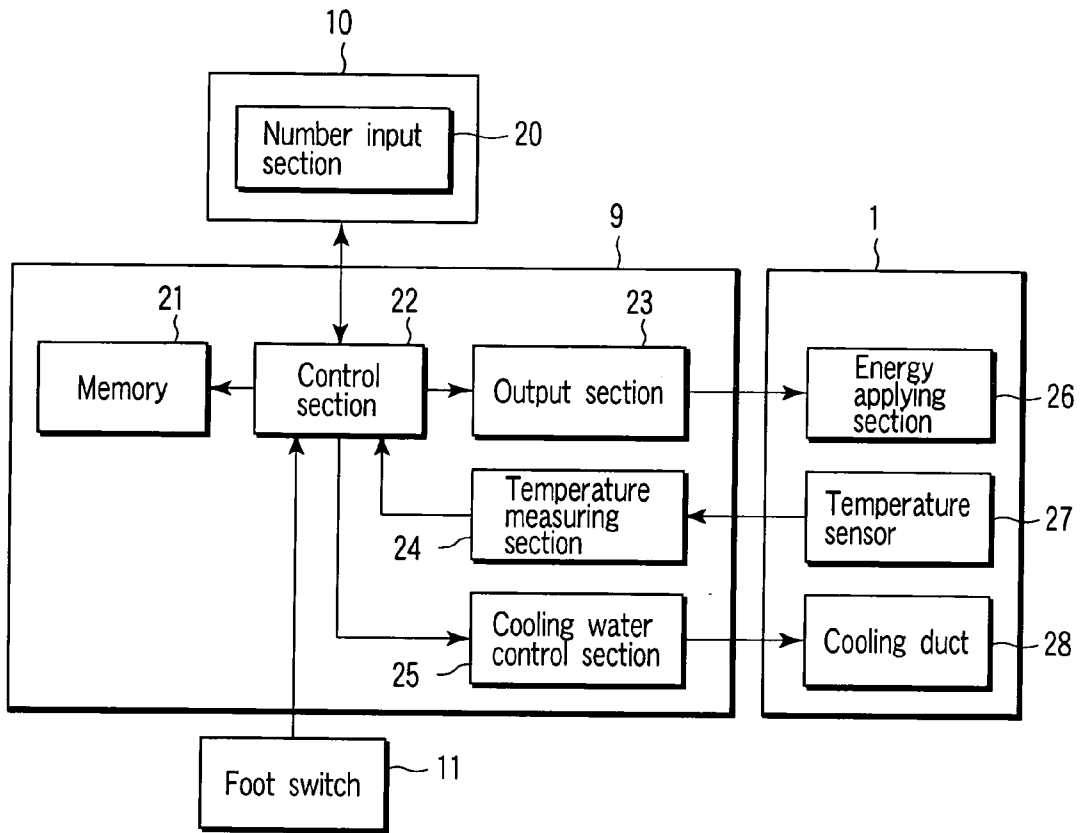 10
Number input
section
20
9
1
21
22
23
Memory
Control
section
Output section
Energy
applying
section
26
Temperature
measuring
section
24
Temperature
sensor
27
Cooling water
control section
25
Cooling duct
28
Foot switch
11